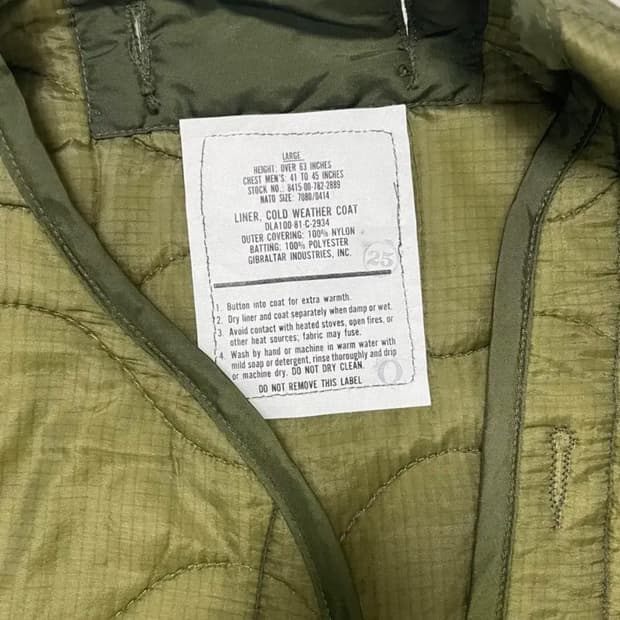 LARGE
HEIGHT: OVER 63 INCHES
CHEST MEN'S: 41 TO 45 INCHES
STOCK NO.: 8415-00-782-2889
NATO SIZE: 7080/0414
LINER, COLD WEATHER COAT
DLA100-81-C-2934
OUTER COVERING: 100% NYLON
BATTING: 100% POLYESTER
GIBRALTAR INDUSTRIES, INC.
25
1. Button into coat for extra warmth.
2. Dry liner and coat separately when damp or wet.
3. Avoid contact with heated stoves, open fires, or
other heat sources; fabric may fuse.
4. Wash by hand or machine in warm water with
mild soap or detergent, rinse thoroughly and drip
or machine dry. DO NOT DRY CLEAN.
O
DO NOT REMOVE THIS LABEL